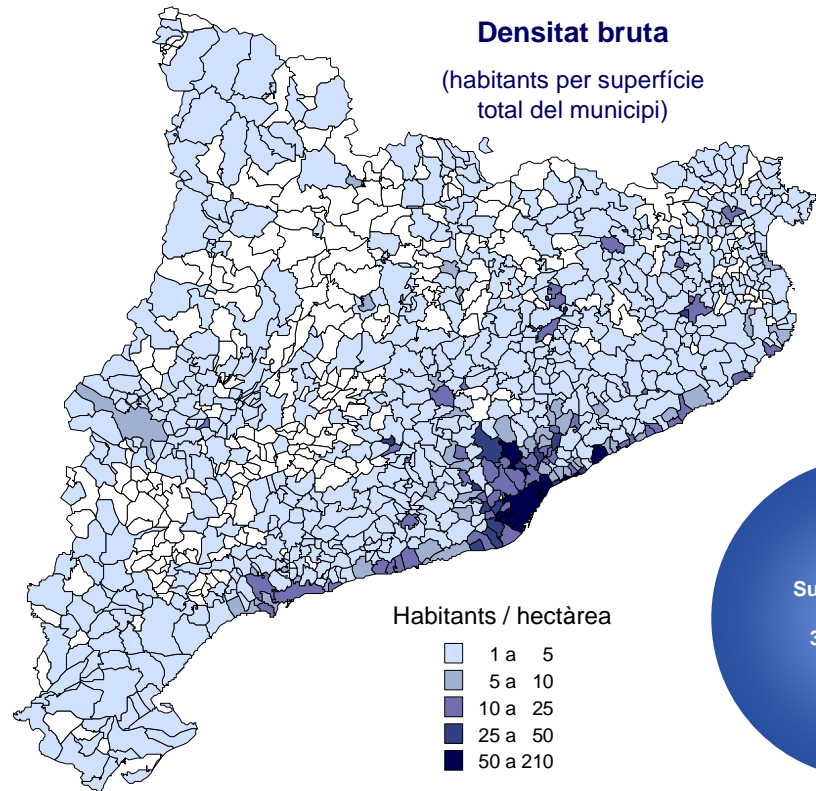 Densitat bruta
(habitants per superfície
total del municipi)
Habitants / hectàrea
1 a 5
5 a 10
10 a 25
25 a 50
50 a 210